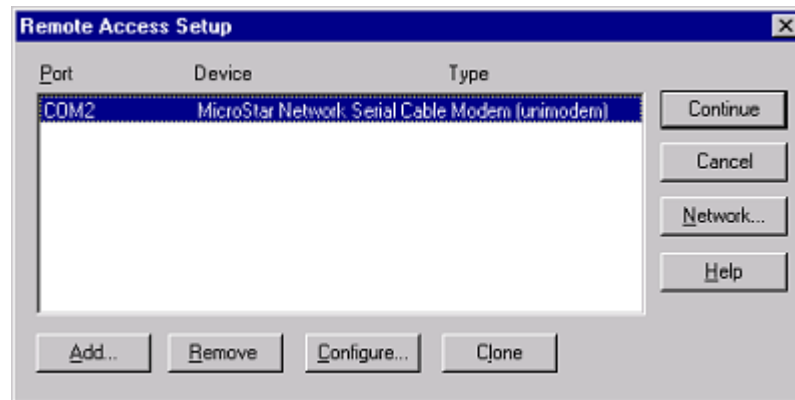 Remote Access Setup
Port Device Type
COM2 MicroStar Network Serial Cable Modem (unimodem)
Continue
Cancel
Network...
Help
Add... Remove Configure... Clone